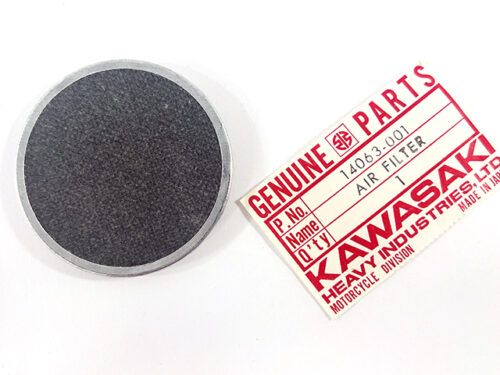 GENUINE PARTS
P.No. 14063-001
Name AIR FILTER
Q'ty 1
KAWASAKI
HEAVY INDUSTRIES, LTD.
MOTORCYCLE DIVISION MADE IN JAPAN